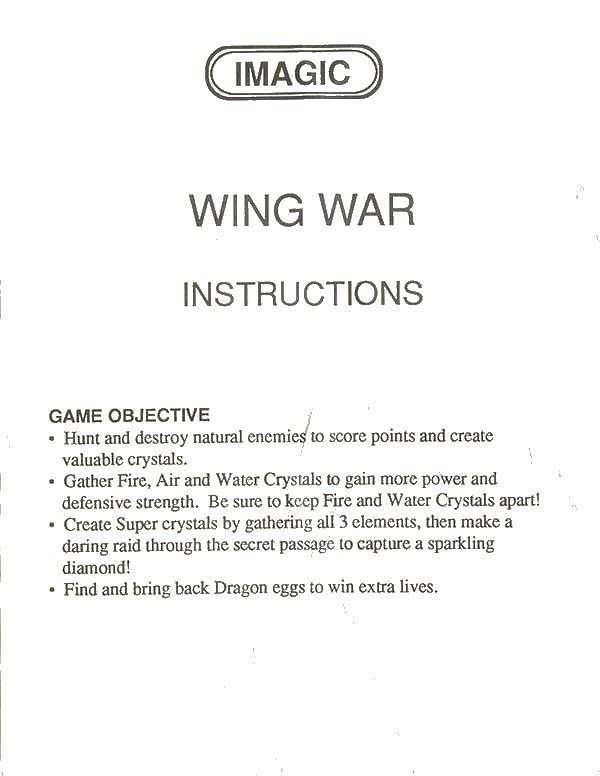 IMAGIC
WING WAR
INSTRUCTIONS
GAME OBJECTIVE
• Hunt and destroy natural enemies to score points and create
valuable crystals.
• Gather Fire, Air and Water Crystals to gain more power and
defensive strength. Be sure to keep Fire and Water Crystals apart!
• Create Super crystals by gathering all 3 elements, then make a
daring raid through the secret passage to capture a sparkling
diamond!
• Find and bring back Dragon eggs to win extra lives.